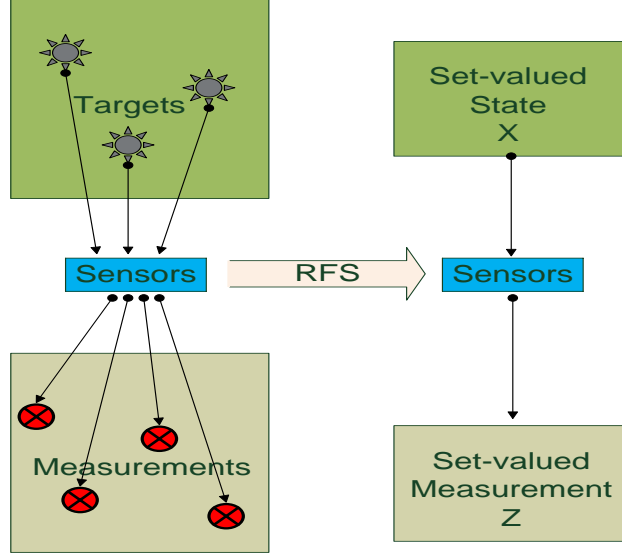 Targets
Sensors
Measurements
RFS
Set-valued
State
X
Sensors
Set-valued
Measurement
Z